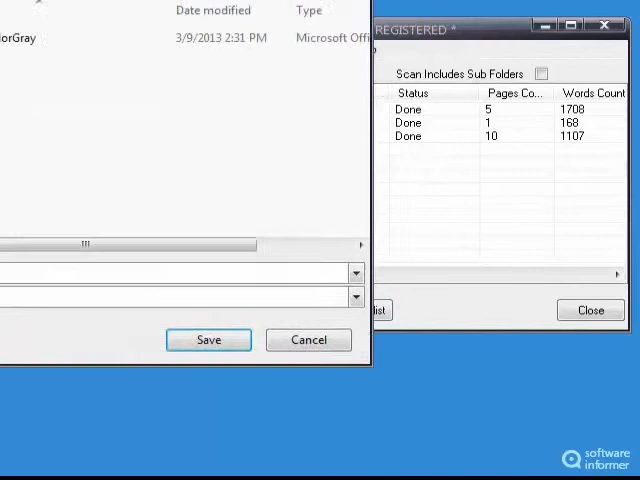 Date modified Type
lorGray 3/9/2013 2:31 PM Microsoft Offi
Save Cancel
REGISTERED *
Scan Includes Sub Folders
Status Pages Co... Words Count
Done 5 1708
Done 1 168
Done 10 1107
list Close
software
informer